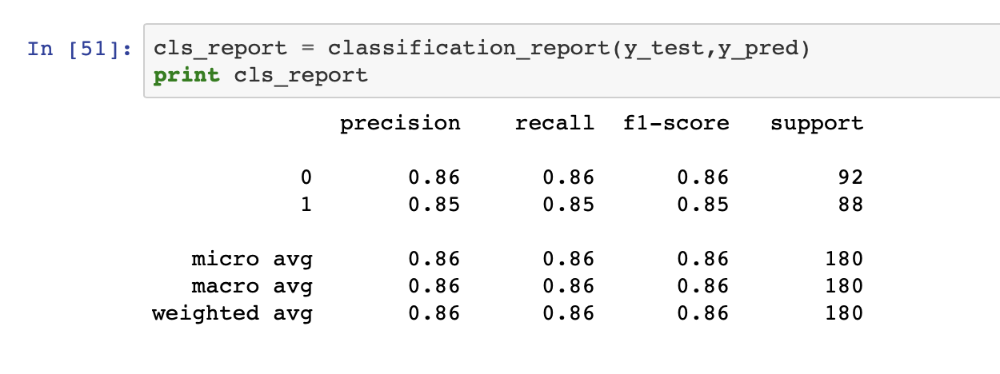 In [51]: cls_report = classification_report(y_test,y_pred)
print cls_report
precision recall f1-score support
0 0.86 0.86 0.86 92
1 0.85 0.85 0.85 88
micro avg 0.86 0.86 0.86 180
macro avg 0.86 0.86 0.86 180
weighted avg 0.86 0.86 0.86 180